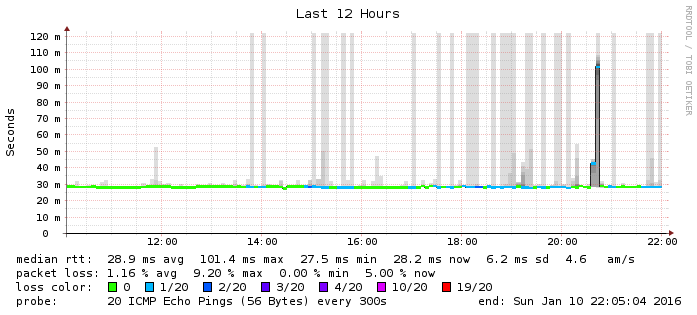 Last 12 Hours
RRDTOOL / TOBI OETIKER
Seconds
120 m
110 m
100 m
90 m
80 m
70 m
60 m
50 m
40 m
30 m
20 m
10 m
0
12:00 14:00 16:00 18:00 20:00 22:00
median rtt: 28.9 ms avg 101.4 ms max 27.5 ms min 28.2 ms now 6.2 ms sd 4.6 am/s
packet loss: 1.16 % avg 9.20 % max 0.00 % min 5.00 % now
loss color: 0 1/20 2/20 3/20 4/20 10/20 19/20
probe: 20 ICMP Echo Pings (56 Bytes) every 300s end: Sun Jan 10 22:05:04 2016